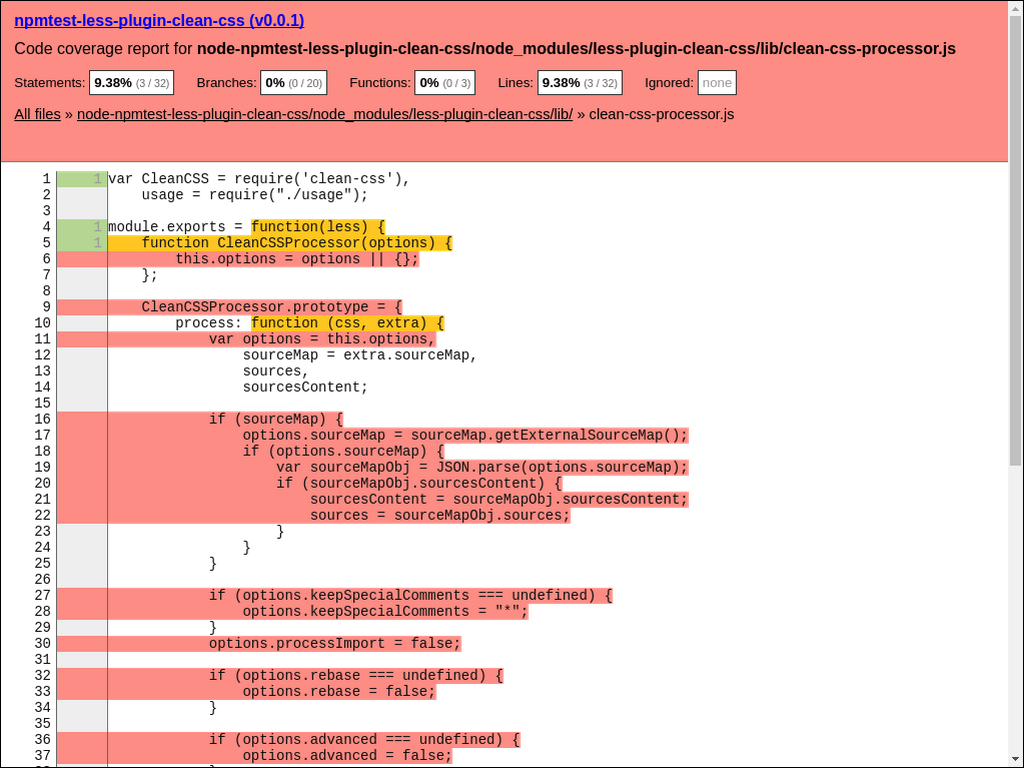 npmtest-less-plugin-clean-css (v0.0.1)
Code coverage report for node-npmtest-less-plugin-clean-css/node_modules/less-plugin-clean-css/lib/clean-css-processor.js
Statements: 9.38% (3 / 32) Branches: 0% (0 / 20) Functions: 0% (0 / 3) Lines: 9.38% (3 / 32) Ignored: none
All files » node-npmtest-less-plugin-clean-css/node_modules/less-plugin-clean-css/lib/ » clean-css-processor.js
1 1 var CleanCSS = require('clean-css'),
2 usage = require("./usage");
3
4 1 module.exports = function(less) {
5 1 function CleanCSSProcessor(options) {
6 this.options = options || {};
7 };
8
9 CleanCSSProcessor.prototype = {
10 process: function (css, extra) {
11 var options = this.options,
12 sourceMap = extra.sourceMap,
13 sources,
14 sourcesContent;
15
16 if (sourceMap) {
17 options.sourceMap = sourceMap.getExternalSourceMap();
18 if (options.sourceMap) {
19 var sourceMapObj = JSON.parse(options.sourceMap);
20 if (sourceMapObj.sourcesContent) {
21 sourcesContent = sourceMapObj.sourcesContent;
22 sources = sourceMapObj.sources;
23 }
24 }
25 }
26
27 if (options.keepSpecialComments === undefined) {
28 options.keepSpecialComments = "*";
29 }
30 options.processImport = false;
31
32 if (options.rebase === undefined) {
33 options.rebase = false;
34 }
35
36 if (options.advanced === undefined) {
37 options.advanced = false;